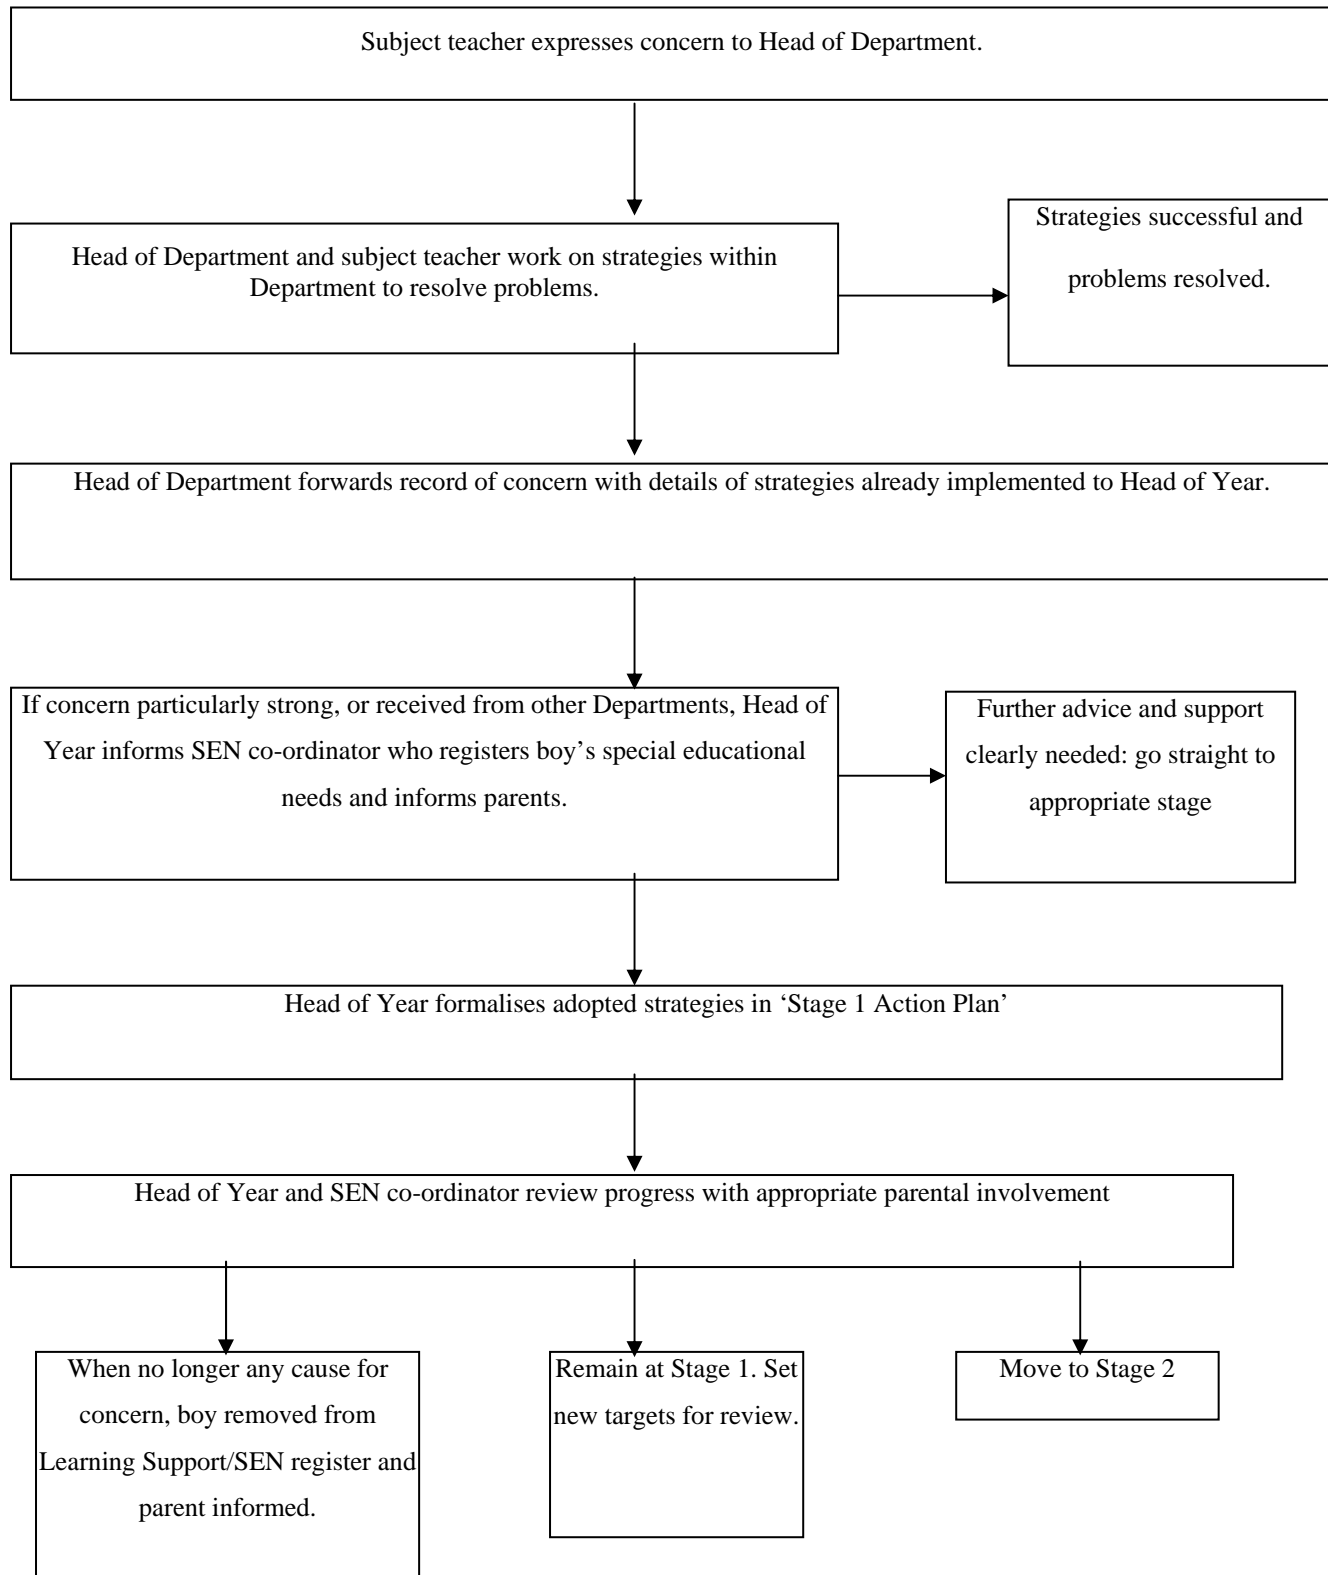 Subject teacher expresses concern to Head of Department.
Head of Department and subject teacher work on strategies within
Department to resolve problems.
Strategies successful and
problems resolved.
Head of Department forwards record of concern with details of strategies already implemented to Head of Year.
If concern particularly strong, or received from other Departments, Head of
Year informs SEN co-ordinator who registers boy’s special educational
needs and informs parents.
Further advice and support
clearly needed: go straight to
appropriate stage
Head of Year formalises adopted strategies in ‘Stage 1 Action Plan’
Head of Year and SEN co-ordinator review progress with appropriate parental involvement
When no longer any cause for
concern, boy removed from
Learning Support/SEN register and
parent informed.
Remain at Stage 1. Set
new targets for review.
Move to Stage 2